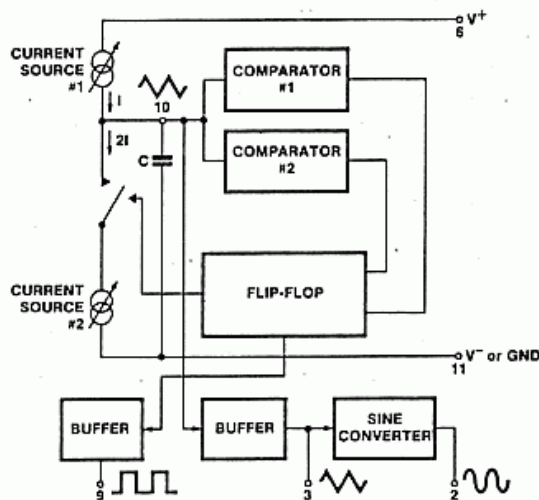 V+
6
CURRENT
SOURCE
#1
I
10
COMPARATOR
#1
2I
C
COMPARATOR
#2
FLIP-FLOP
CURRENT
SOURCE
#2
V− or GND
11
BUFFER
BUFFER
SINE
CONVERTER
9
3
2